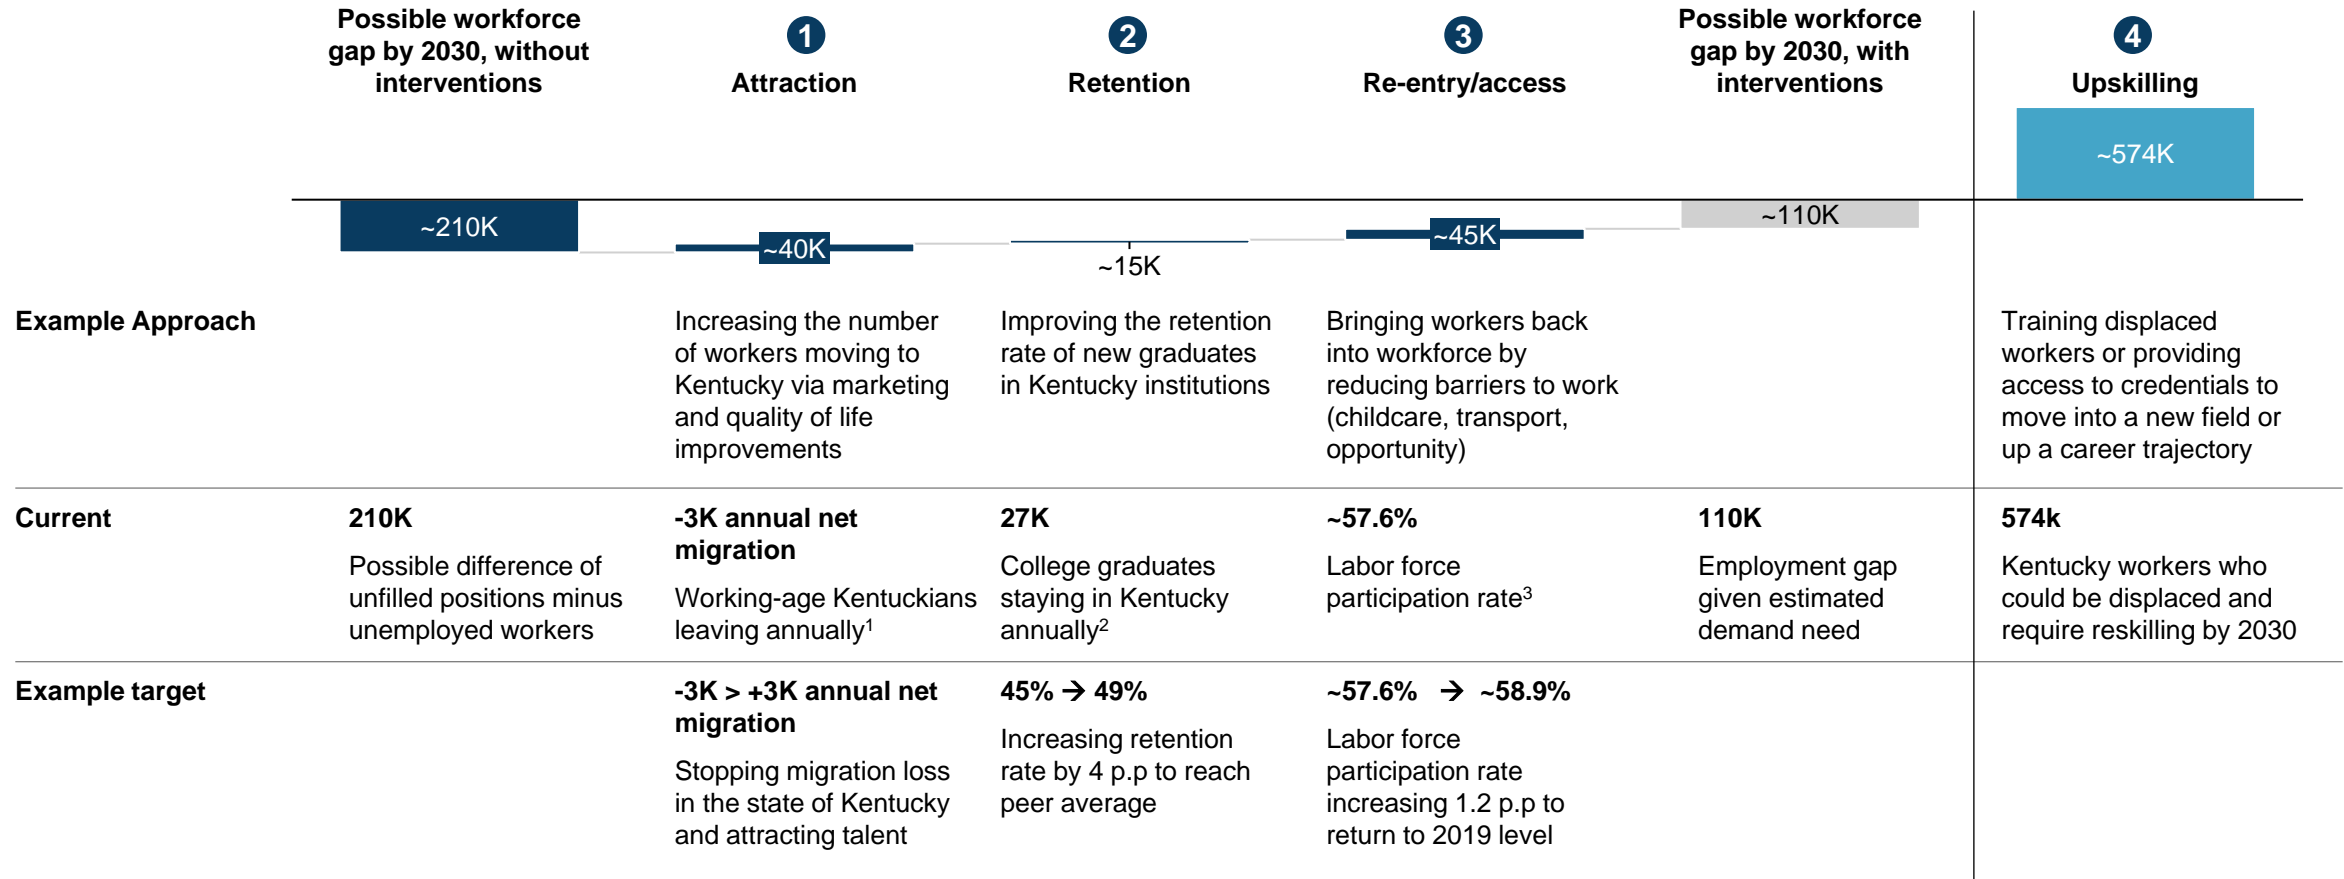 Possible workforce
gap by 2030, without
interventions
1
Attraction
2
Retention
3
Re-entry/access
Possible workforce
gap by 2030, with
interventions
4
Upskilling
~210K
~40K
~15K
~45K
~110K
~574K
Example Approach
Increasing the number
of workers moving to
Kentucky via marketing
and quality of life
improvements
Improving the retention
rate of new graduates
in Kentucky institutions
Bringing workers back
into workforce by
reducing barriers to work
(childcare, transport,
opportunity)
Training displaced
workers or providing
access to credentials to
move into a new field or
up a career trajectory
Current
210K
Possible difference of
unfilled positions minus
unemployed workers
-3K annual net
migration
Working-age Kentuckians
leaving annually¹
27K
College graduates
staying in Kentucky
annually²
~57.6%
Labor force
participation rate³
110K
Employment gap
given estimated
demand need
574k
Kentucky workers who
could be displaced and
require reskilling by 2030
Example target
-3K > +3K annual net
migration
Stopping migration loss
in the state of Kentucky
and attracting talent
45% → 49%
Increasing retention
rate by 4 p.p to reach
peer average
~57.6% → ~58.9%
Labor force
participation rate
increasing 1.2 p.p to
return to 2019 level